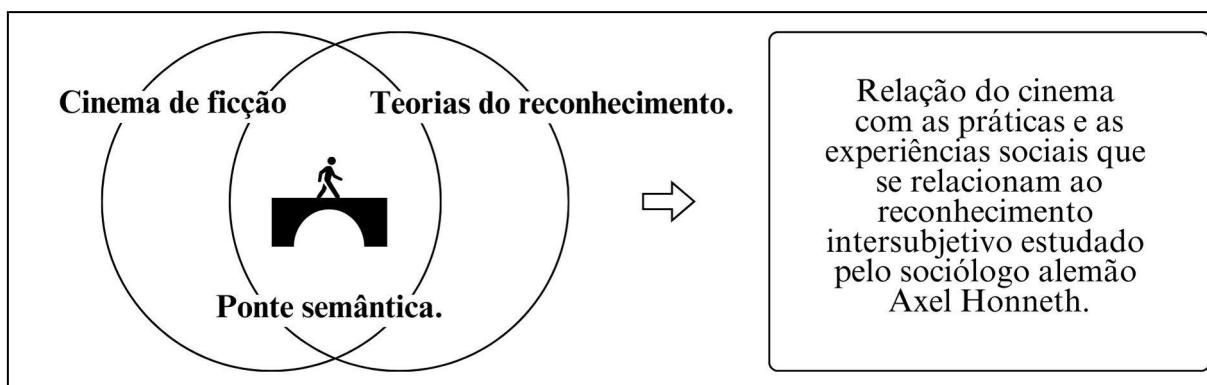 Cinema de ficção
Teorias do reconhecimento.
Ponte semântica.
Relação do cinema
com as práticas e as
experiências sociais que
se relacionam ao
reconhecimento
intersubjetivo estudado
pelo sociólogo alemão
Axel Honneth.